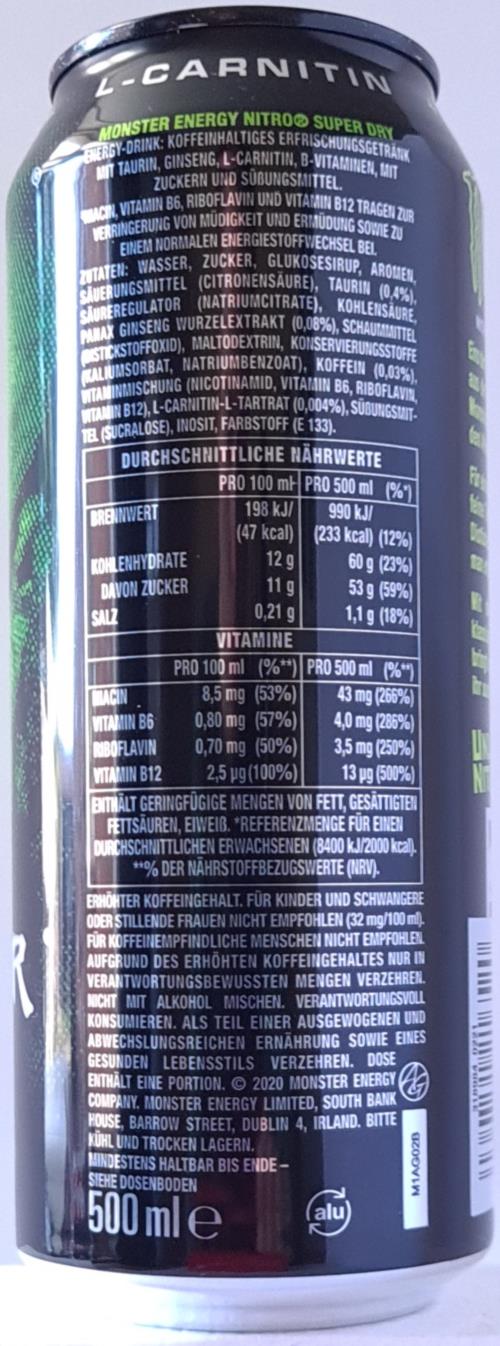 L-CARNITIN
MONSTER ENERGY NITRO® SUPER DRY
ENERGY-DRINK: KOFFEINHALTIGES ERFRISCHUNGSGETRÄNK
MIT TAURIN, GINSENG, L-CARNITIN, B-VITAMINEN, MIT
ZUCKERN UND SÜßUNGSMITTEL.
NIACIN, VITAMIN B6, RIBOFLAVIN UND VITAMIN B12 TRAGEN ZUR
VERRINGERUNG VON MÜDIGKEIT UND ERMÜDUNG SOWIE ZU
EINEM NORMALEN ENERGIESTOFFWECHSEL BEI.
ZUTATEN: WASSER, ZUCKER, GLUKOSESIRUP, AROMEN,
SÄUERUNGSMITTEL (CITRONENSÄURE), TAURIN (0,4%),
SÄUREREGULATOR (NATRIUMCITRATE), KOHLENSÄURE,
PANAX GINSENG WURZELEXTRAKT (0,08%), SCHAUMMITTEL
(DISTICKSTOFFOXID), MALTODEXTRIN, KONSERVIERUNGSSTOFFE
(KALIUMSORBAT, NATRIUMBENZOAT), KOFFEIN (0,03%),
VITAMINMISCHUNG (NICOTINAMID, VITAMIN B6, RIBOFLAVIN,
VITAMIN B12), L-CARNITIN-L-TARTRAT (0,004%), SÜßUNGSMIT-
TEL (SUCRALOSE), INOSIT, FARBSTOFF (E 133).
DURCHSCHNITTLICHE NÄHRWERTE
PRO 100 ml PRO 500 ml (%*)
BRENNWERT 198 kJ/ 990 kJ/
(47 kcal) (233 kcal) (12%)
KOHLENHYDRATE 12 g 60 g (23%)
DAVON ZUCKER 11 g 53 g (59%)
SALZ 0,21 g 1,1 g (18%)
VITAMINE
PRO 100 ml (%**) PRO 500 ml (%**)
NIACIN 8,5 mg (53%) 43 mg (266%)
VITAMIN B6 0,80 mg (57%) 4,0 mg (286%)
RIBOFLAVIN 0,70 mg (50%) 3,5 mg (250%)
VITAMIN B12 2,5 µg (100%) 13 µg (500%)
ENTHÄLT GERINGFÜGIGE MENGEN VON FETT, GESÄTTIGTEN
FETTSÄUREN, EIWEIß. *REFERENZMENGE FÜR EINEN
DURCHSCHNITTLICHEN ERWACHSENEN (8400 kJ/2000 kcal).
**% DER NÄHRSTOFFBEZUGSWERTE (NRV).
ERHÖHTER KOFFEINGEHALT. FÜR KINDER UND SCHWANGERE
ODER STILLENDE FRAUEN NICHT EMPFOHLEN (32 mg/100 ml).
FÜR KOFFEINEMPFINDLICHE MENSCHEN NICHT EMPFOHLEN.
AUFGRUND DES ERHÖHTEN KOFFEINGEHALTES NUR IN
VERANTWORTUNGSBEWUSSTEN MENGEN VERZEHREN.
NICHT MIT ALKOHOL MISCHEN. VERANTWORTUNGSVOLL
KONSUMIEREN. ALS TEIL EINER AUSGEWOGENEN UND
ABWECHSLUNGSREICHEN ERNÄHRUNG SOWIE EINES
GESUNDEN LEBENSSTILS VERZEHREN. DOSE
ENTHÄLT EINE PORTION. © 2020 MONSTER ENERGY
COMPANY. MONSTER ENERGY LIMITED, SOUTH BANK
HOUSE, BARROW STREET, DUBLIN 4, IRLAND. BITTE
KÜHL UND TROCKEN LAGERN.
MINDESTENS HALTBAR BIS ENDE –
SIEHE DOSENBODEN
500 ml e
alu
M1AG02B